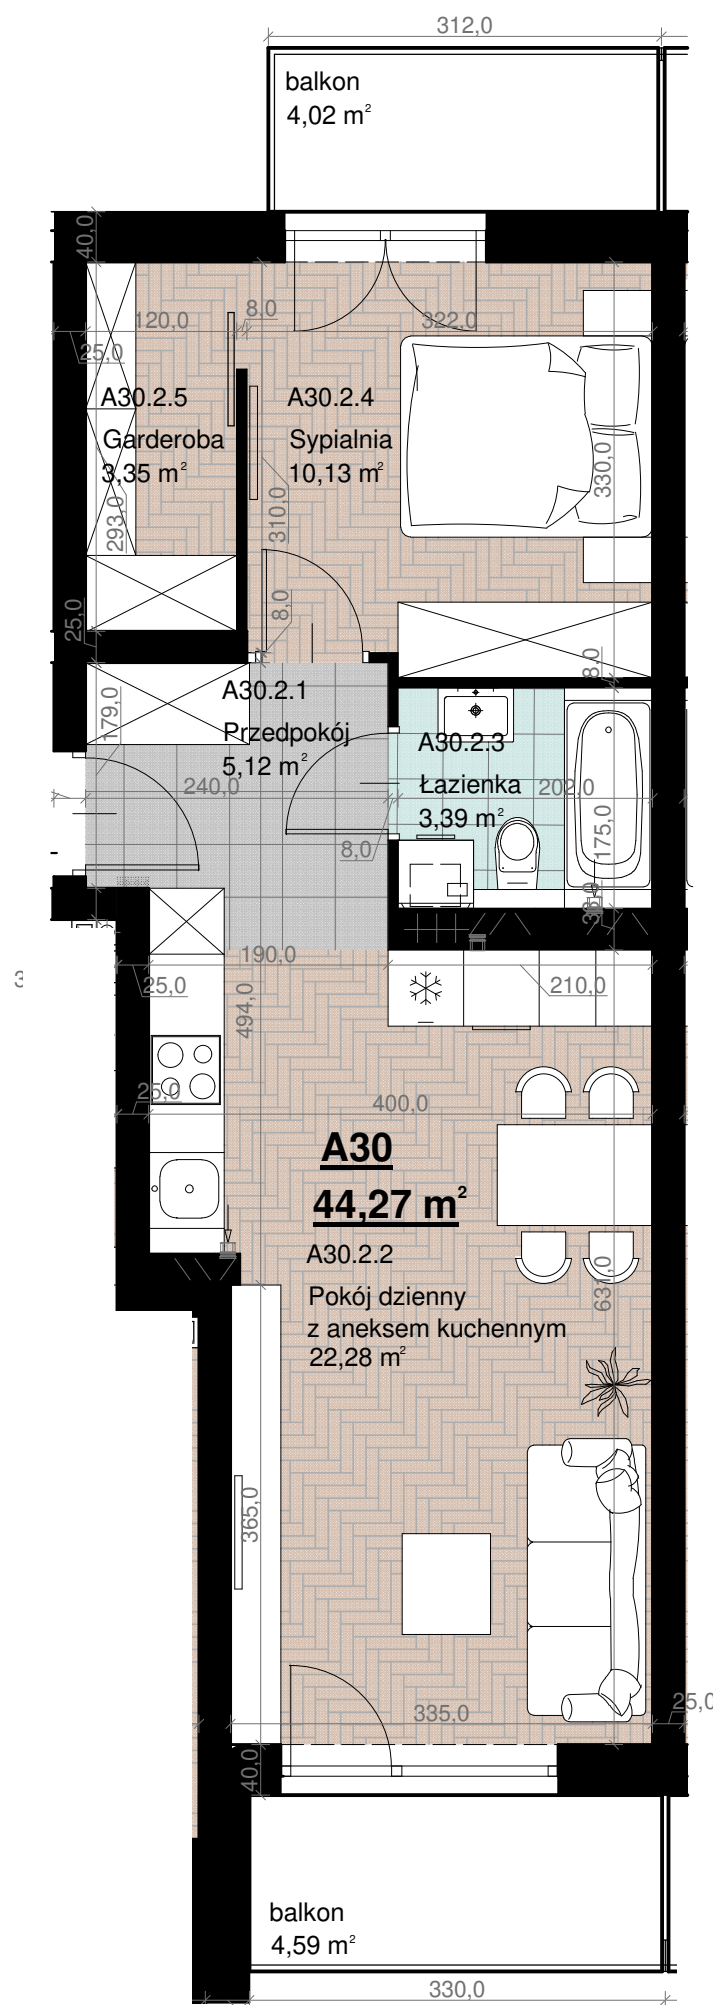 312,0
balkon
4,02 m²
40,0
120,0
8,0
322,0
25,0
A30.2.5
Garderoba
3,35 m²
A30.2.4
Sypialnia
10,13 m²
330,0
293,0
310,0
25,0
8,0
8,0
A30.2.1
Przedpokój
5,12 m²
179,0
A30.2.3
Łazienka
3,39 m²
240,0
202,0
175,0
8,0
190,0
25,0
494,0
210,0
25,0
400,0
A30
44,27 m²
A30.2.2
Pokój dzienny
z aneksem kuchennym
22,28 m²
631,0
365,0
335,0
25,0
40,0
balkon
4,59 m²
330,0